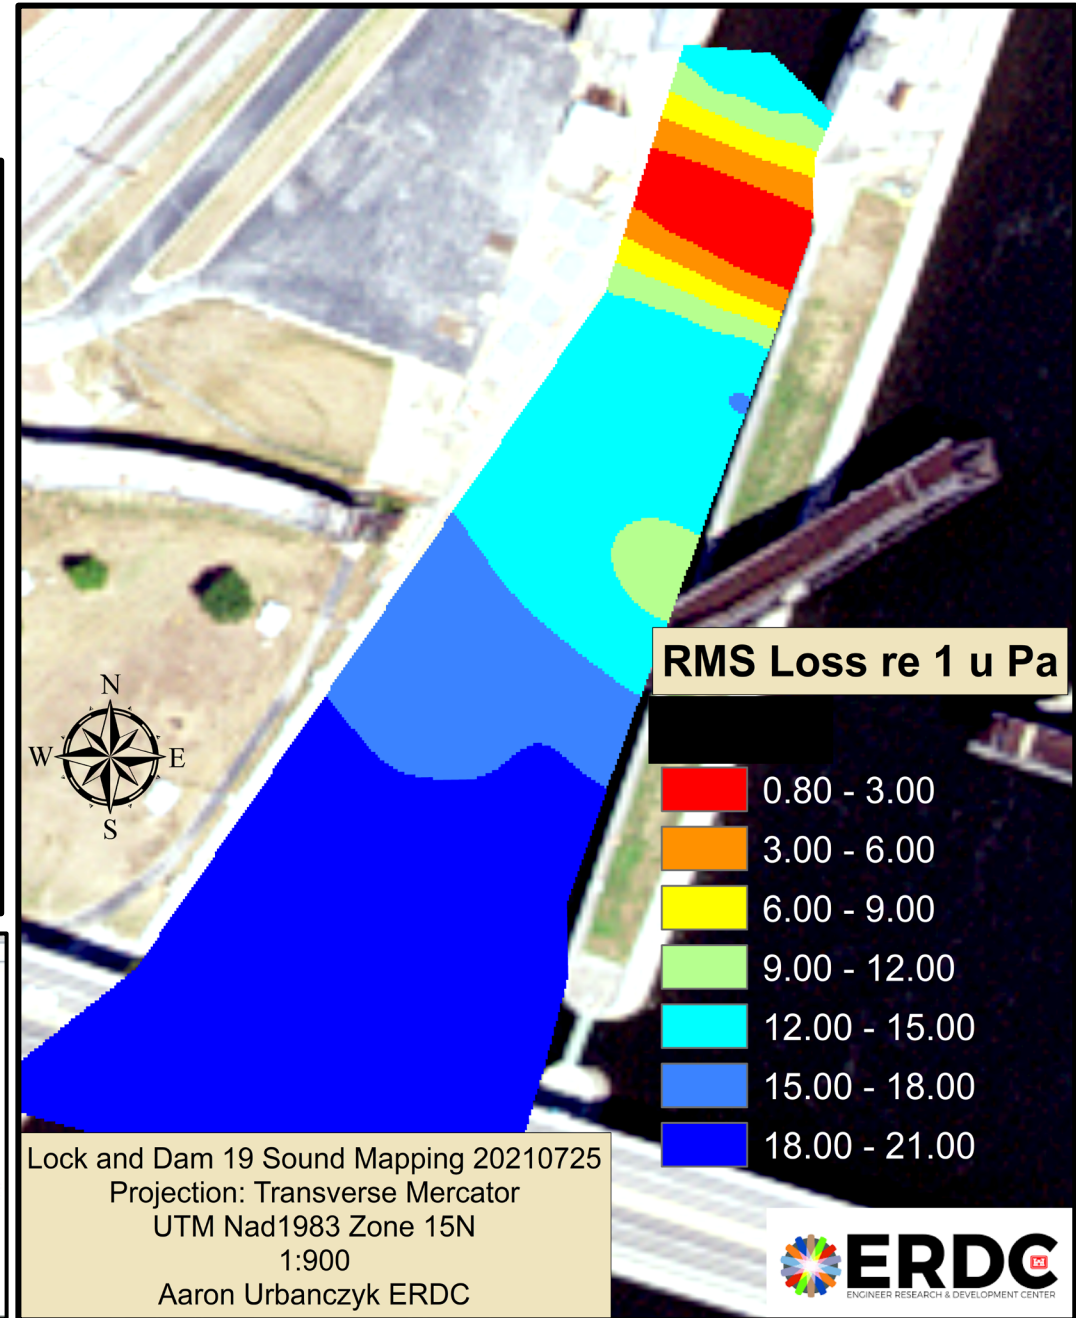 N
W
E
S
RMS Loss re 1 u Pa
0.80 - 3.00
3.00 - 6.00
6.00 - 9.00
9.00 - 12.00
12.00 - 15.00
15.00 - 18.00
18.00 - 21.00
Lock and Dam 19 Sound Mapping 20210725
Projection: Transverse Mercator
UTM Nad1983 Zone 15N
1:900
Aaron Urbanczyk ERDC
ERDC
ENGINEER RESEARCH & DEVELOPMENT CENTER